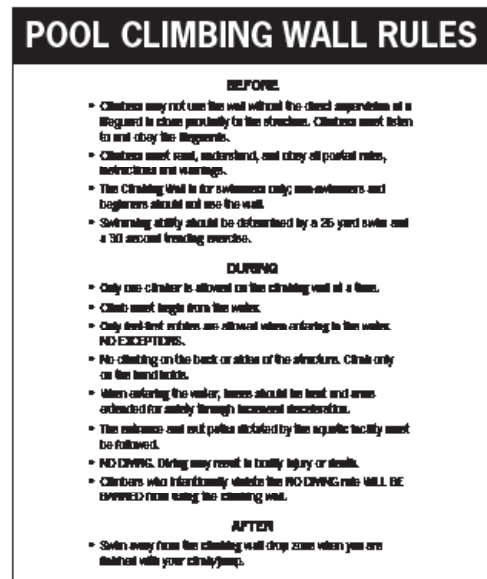 POOL CLIMBING WALL RULES
BEFORE
• Climbers may not use the wall without the direct supervision of a
lifeguard in close proximity to the structure. Climbers must listen
to and obey the lifeguards.
• Climbers must read, understand, and obey all posted rules,
instructions and warnings.
• The Climbing Wall is for swimmers only; non-swimmers and
beginners should not use the wall.
• Swimming ability should be determined by a 25 yard swim and
a 30 second treading exercise.
DURING
• Only one climber is allowed on the climbing wall at a time.
• Climb must begin from the water.
• Only feet-first entries are allowed when entering in the water.
NO EXCEPTIONS.
• No climbing on the back or sides of the structure. Climb only
on the hand holds.
• When entering the water, knees should be bent and arms
extended for safety through increased deceleration.
• The entrance and exit paths dictated by the aquatic facility must
be followed.
• NO DIVING. Diving may result in bodily injury or death.
• Climbers who intentionally violate the NO DIVING rule WILL BE
BANNED from using the climbing wall.
AFTER
• Swim away from the climbing wall drop zone when you are
finished with your climb/jump.